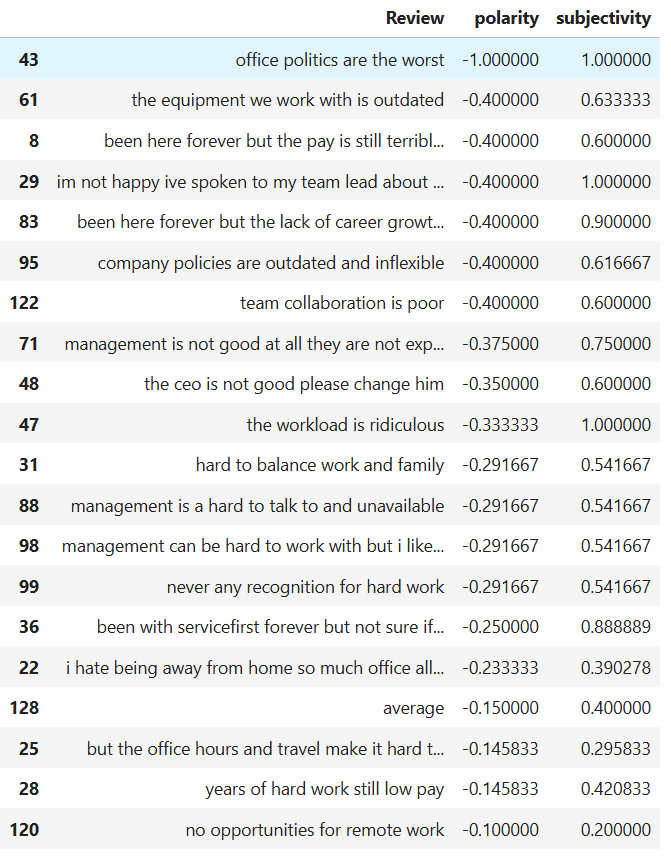 Review polarity subjectivity
43 office politics are the worst -1.000000 1.000000
61 the equipment we work with is outdated -0.400000 0.633333
8 been here forever but the pay is still terribl... -0.400000 0.600000
29 im not happy ive spoken to my team lead about ... -0.400000 1.000000
83 been here forever but the lack of career growt... -0.400000 0.900000
95 company policies are outdated and inflexible -0.400000 0.616667
122 team collaboration is poor -0.400000 0.600000
71 management is not good at all they are not exp... -0.375000 0.750000
48 the ceo is not good please change him -0.350000 0.600000
47 the workload is ridiculous -0.333333 1.000000
31 hard to balance work and family -0.291667 0.541667
88 management is a hard to talk to and unavailable -0.291667 0.541667
98 management can be hard to work with but i like... -0.291667 0.541667
99 never any recognition for hard work -0.291667 0.541667
36 been with servicefirst forever but not sure if... -0.250000 0.888889
22 i hate being away from home so much office all... -0.233333 0.390278
128 average -0.150000 0.400000
25 but the office hours and travel make it hard t... -0.145833 0.295833
28 years of hard work still low pay -0.145833 0.420833
120 no opportunities for remote work -0.100000 0.200000